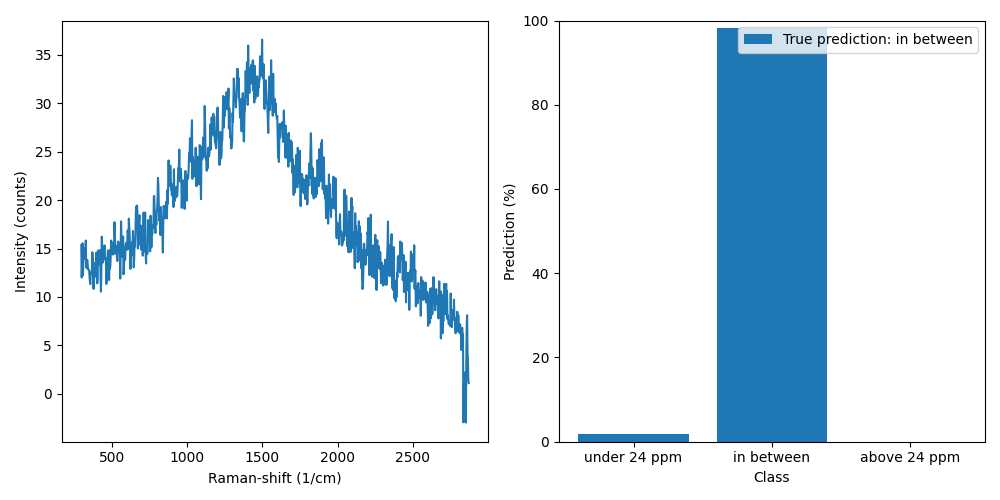 35
30
25
20
15
10
5
0
Intensity (counts)
500 1000 1500 2000 2500
Raman-shift (1/cm)
100
80
60
40
20
0
Prediction (%)
True prediction: in between
under 24 ppm in between above 24 ppm
Class